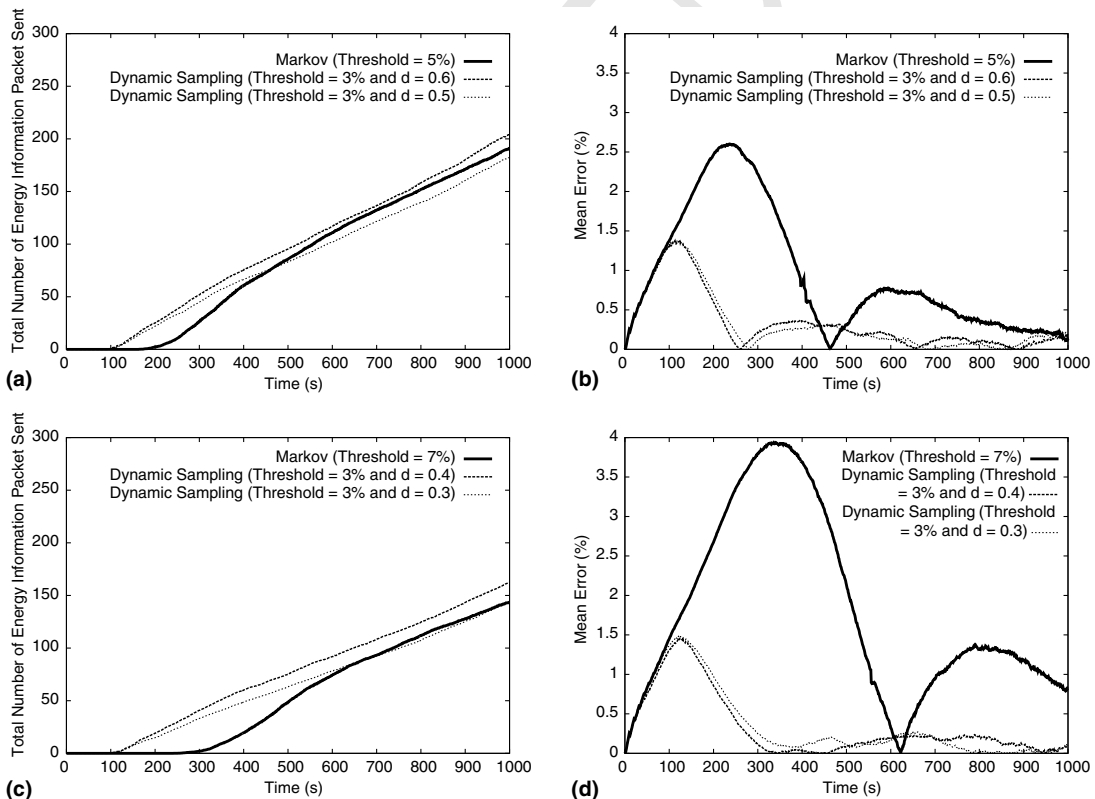 300
250
200
150
100
50
0
Total Number of Energy Information Packet Sent
Markov (Threshold = 5%)
Dynamic Sampling (Threshold = 3% and d = 0.6)
Dynamic Sampling (Threshold = 3% and d = 0.5)
0 100 200 300 400 500 600 700 800 900 1000
Time (s)
(a)
4
3.5
3
2.5
2
1.5
1
0.5
0
Mean Error (%)
Markov (Threshold = 5%)
Dynamic Sampling (Threshold = 3% and d = 0.6)
Dynamic Sampling (Threshold = 3% and d = 0.5)
0 100 200 300 400 500 600 700 800 900 1000
Time (s)
(b)
300
250
200
150
100
50
0
Total Number of Energy Information Packet Sent
Markov (Threshold = 7%)
Dynamic Sampling (Threshold = 3% and d = 0.4)
Dynamic Sampling (Threshold = 3% and d = 0.3)
0 100 200 300 400 500 600 700 800 900 1000
Time (s)
(c)
4
3.5
3
2.5
2
1.5
1
0.5
0
Mean Error (%)
Markov (Threshold = 7%)
Dynamic Sampling (Threshold
= 3% and d = 0.4)
Dynamic Sampling (Threshold
= 3% and d = 0.3)
0 100 200 300 400 500 600 700 800 900 1000
Time (s)
(d)